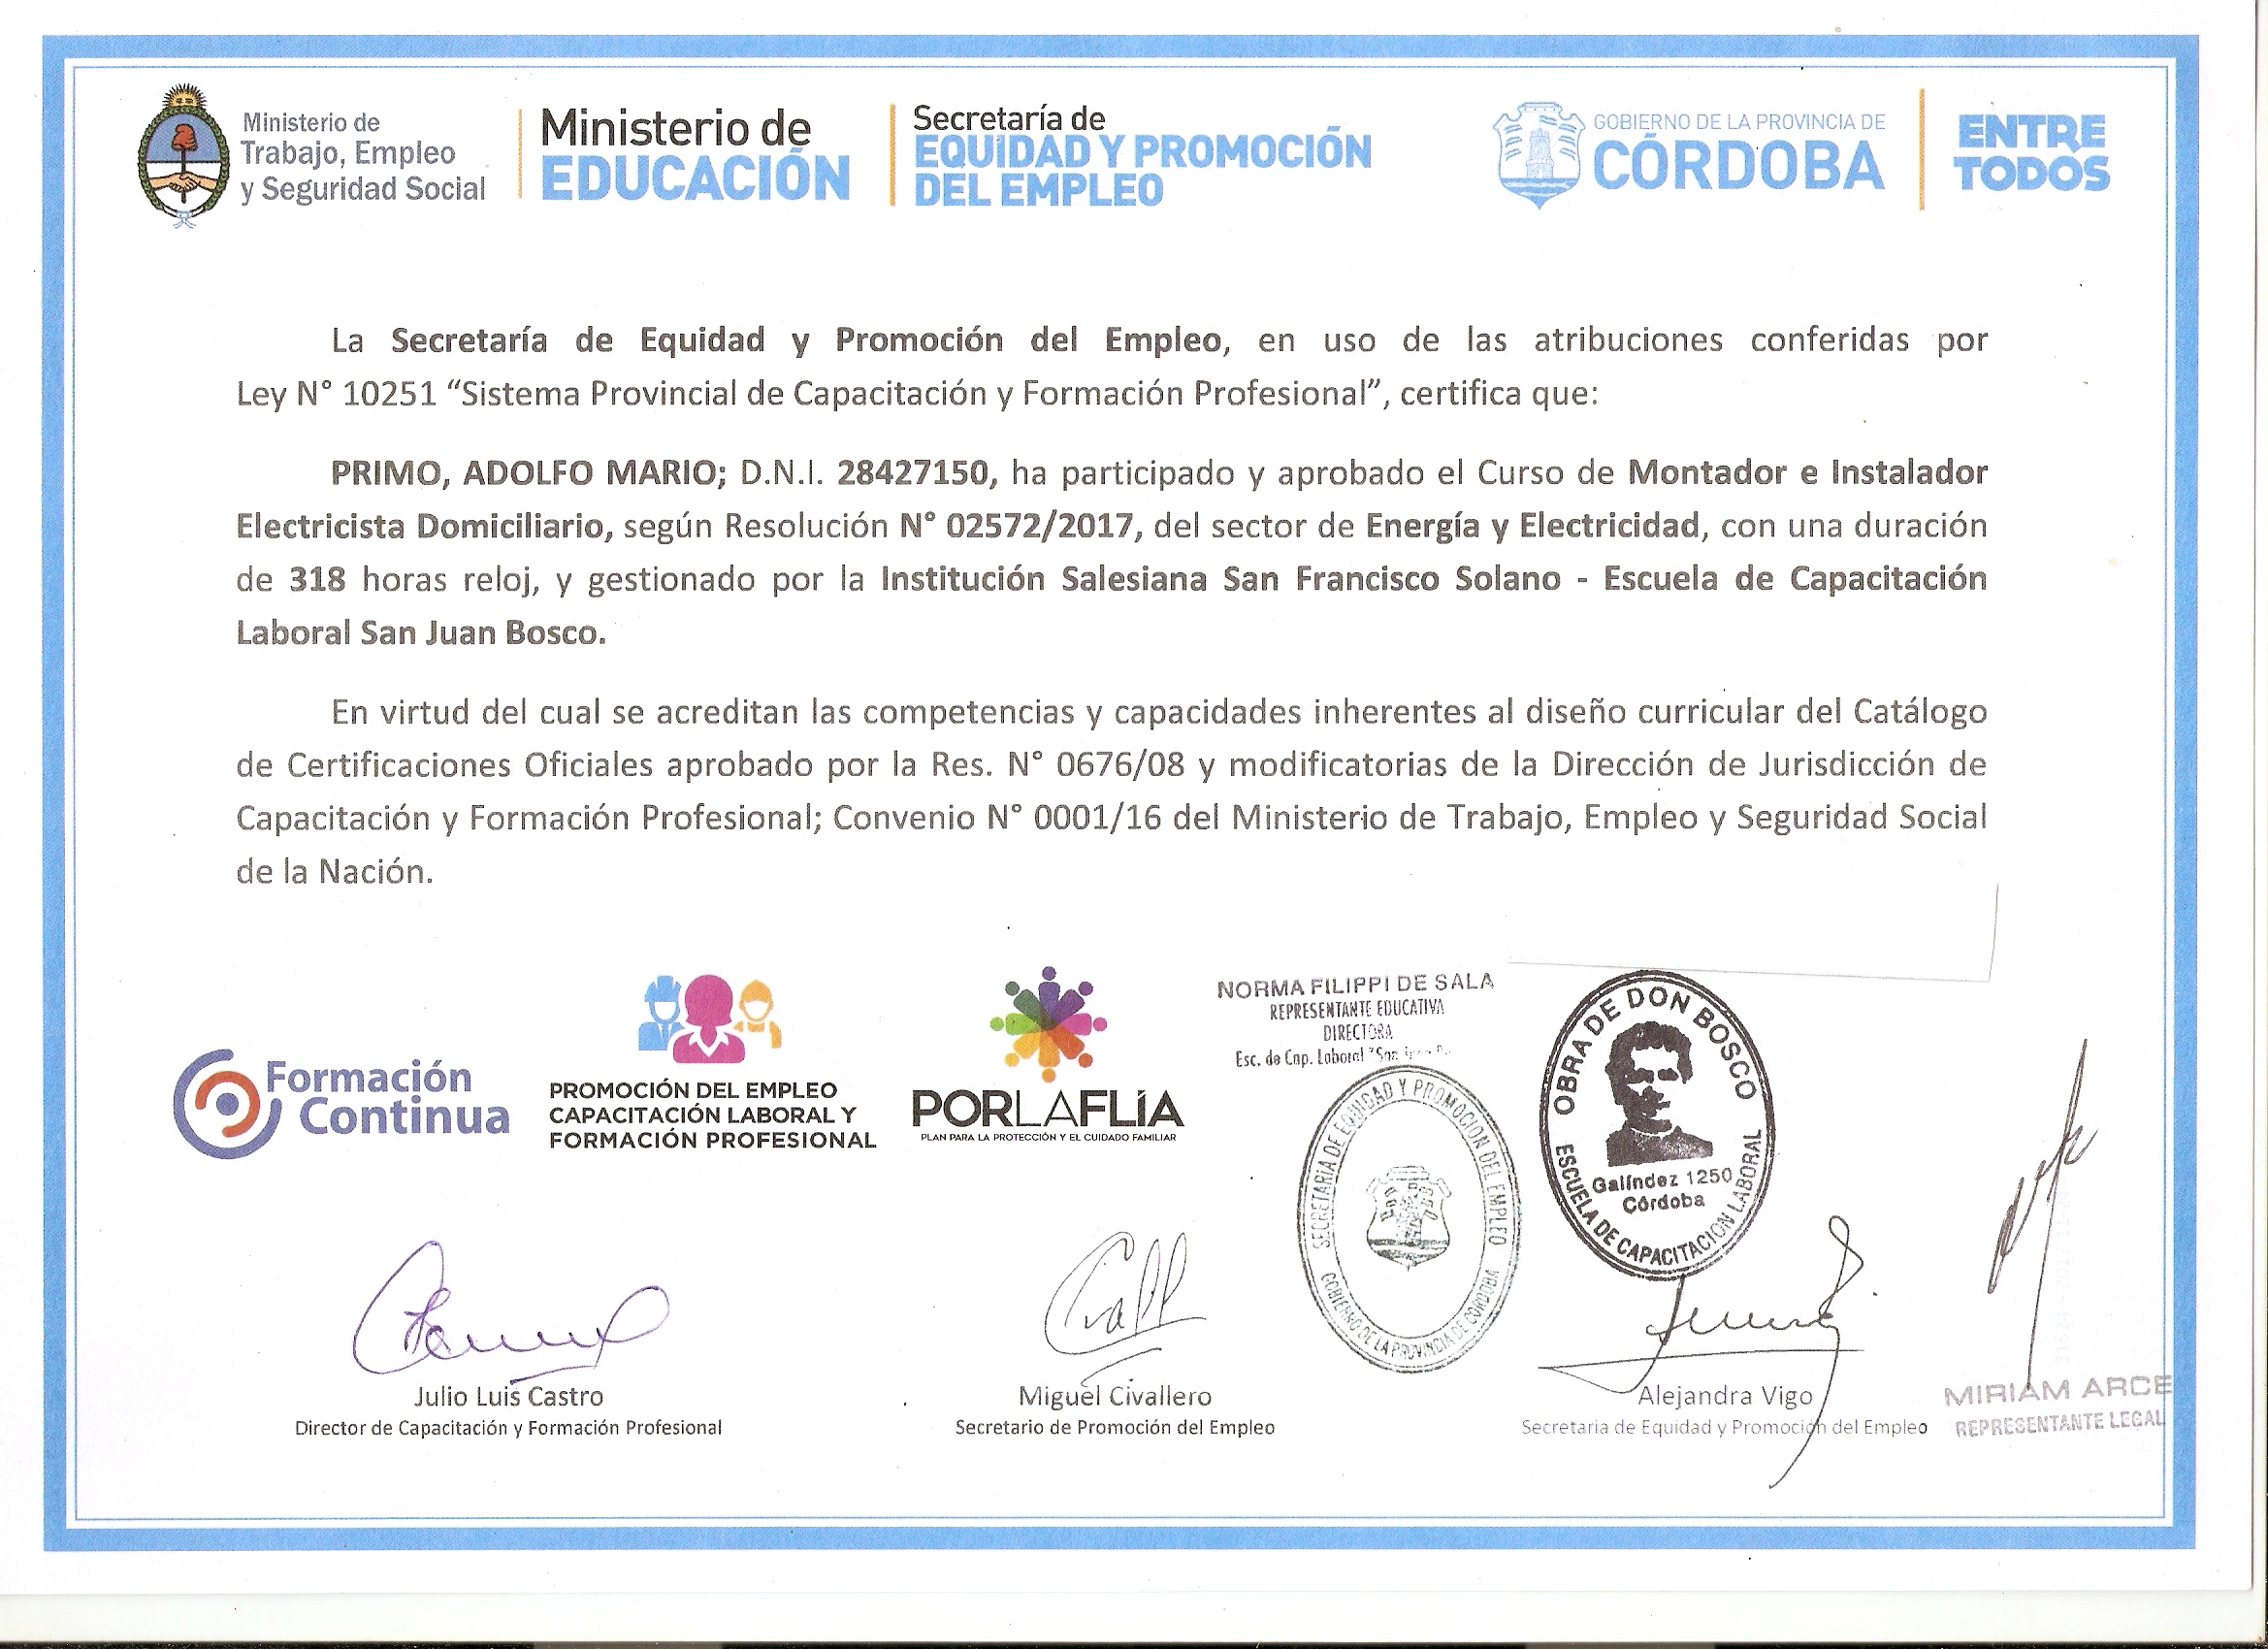 Ministerio de
Trabajo, Empleo
y Seguridad Social
Ministerio de
EDUCACIÓN
Secretaría de
EQUIDAD Y PROMOCIÓN
DEL EMPLEO
GOBIERNO DE LA PROVINCIA DE
CÓRDOBA
ENTRE
TODOS
La Secretaría de Equidad y Promoción del Empleo, en uso de las atribuciones conferidas por
Ley N° 10251 “Sistema Provincial de Capacitación y Formación Profesional”, certifica que:
PRIMO, ADOLFO MARIO; D.N.I. 28427150, ha participado y aprobado el Curso de Montador e Instalador
Electricista Domiciliario, según Resolución N° 02572/2017, del sector de Energía y Electricidad, con una duración
de 318 horas reloj, y gestionado por la Institución Salesiana San Francisco Solano - Escuela de Capacitación
Laboral San Juan Bosco.
En virtud del cual se acreditan las competencias y capacidades inherentes al diseño curricular del Catálogo
de Certificaciones Oficiales aprobado por la Res. N° 0676/08 y modificatorias de la Dirección de Jurisdicción de
Capacitación y Formación Profesional; Convenio N° 0001/16 del Ministerio de Trabajo, Empleo y Seguridad Social
de la Nación.
Formación
Continua
PROMOCIÓN DEL EMPLEO
CAPACITACIÓN LABORAL Y
FORMACIÓN PROFESIONAL
PORLAFLÍA
PLAN PARA LA PROTECCIÓN Y EL CUIDADO FAMILIAR
NORMA FILIPPI DE SALA
REPRESENTANTE EDUCATIVA
DIRECTORA
Esc. de Cap. Laboral "San
SECRETARIA DE EQUIDAD Y PROMOCION DEL EMPLEO
GOBIERNO DE LA PROVINCIA DE CORDOBA
OBRA DE DON BOSCO
Galíndez 1250
Córdoba
ESCUELA DE CAPACITACION LABORAL
Julio Luis Castro
Director de Capacitación y Formación Profesional
Miguel Civallero
Secretario de Promoción del Empleo
Alejandra Vigo
Secretaria de Equidad y Promoción del Empleo
MIRIAM ARCE
REPRESENTANTE LEGAL